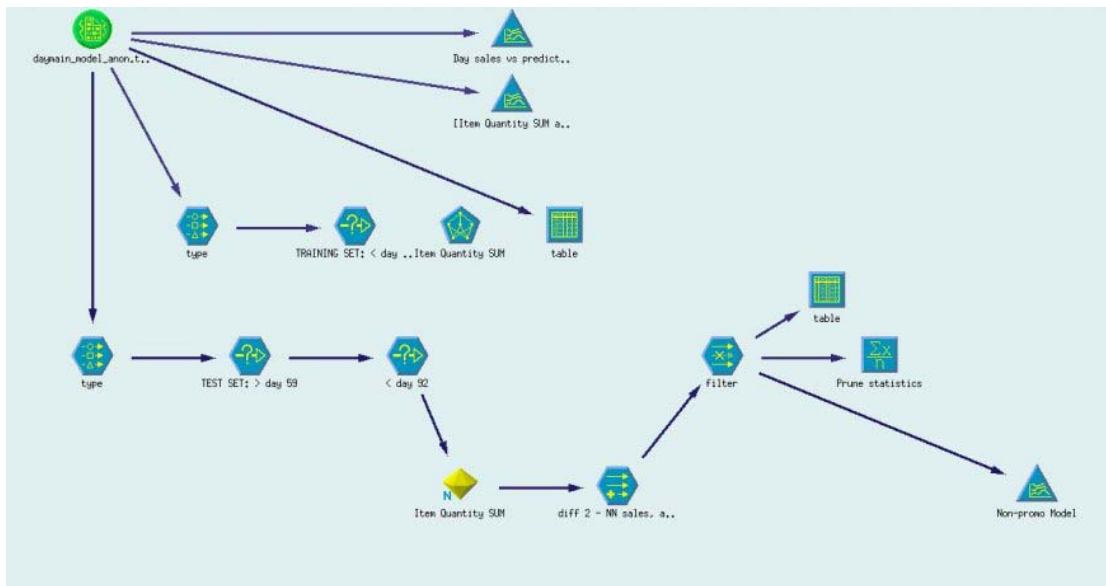 daymain_model_anon.t..
Day sales vs predict..
[Item Quantity SUM a..
type
TRAINING SET: < day ..
Item Quantity SUM
table
table
type
TEST SET: > day 59
< day 92
filter
Σx
n
Prune statistics
N
Item Quantity SUM
diff 2 - NN sales, a..
Non-promo Model